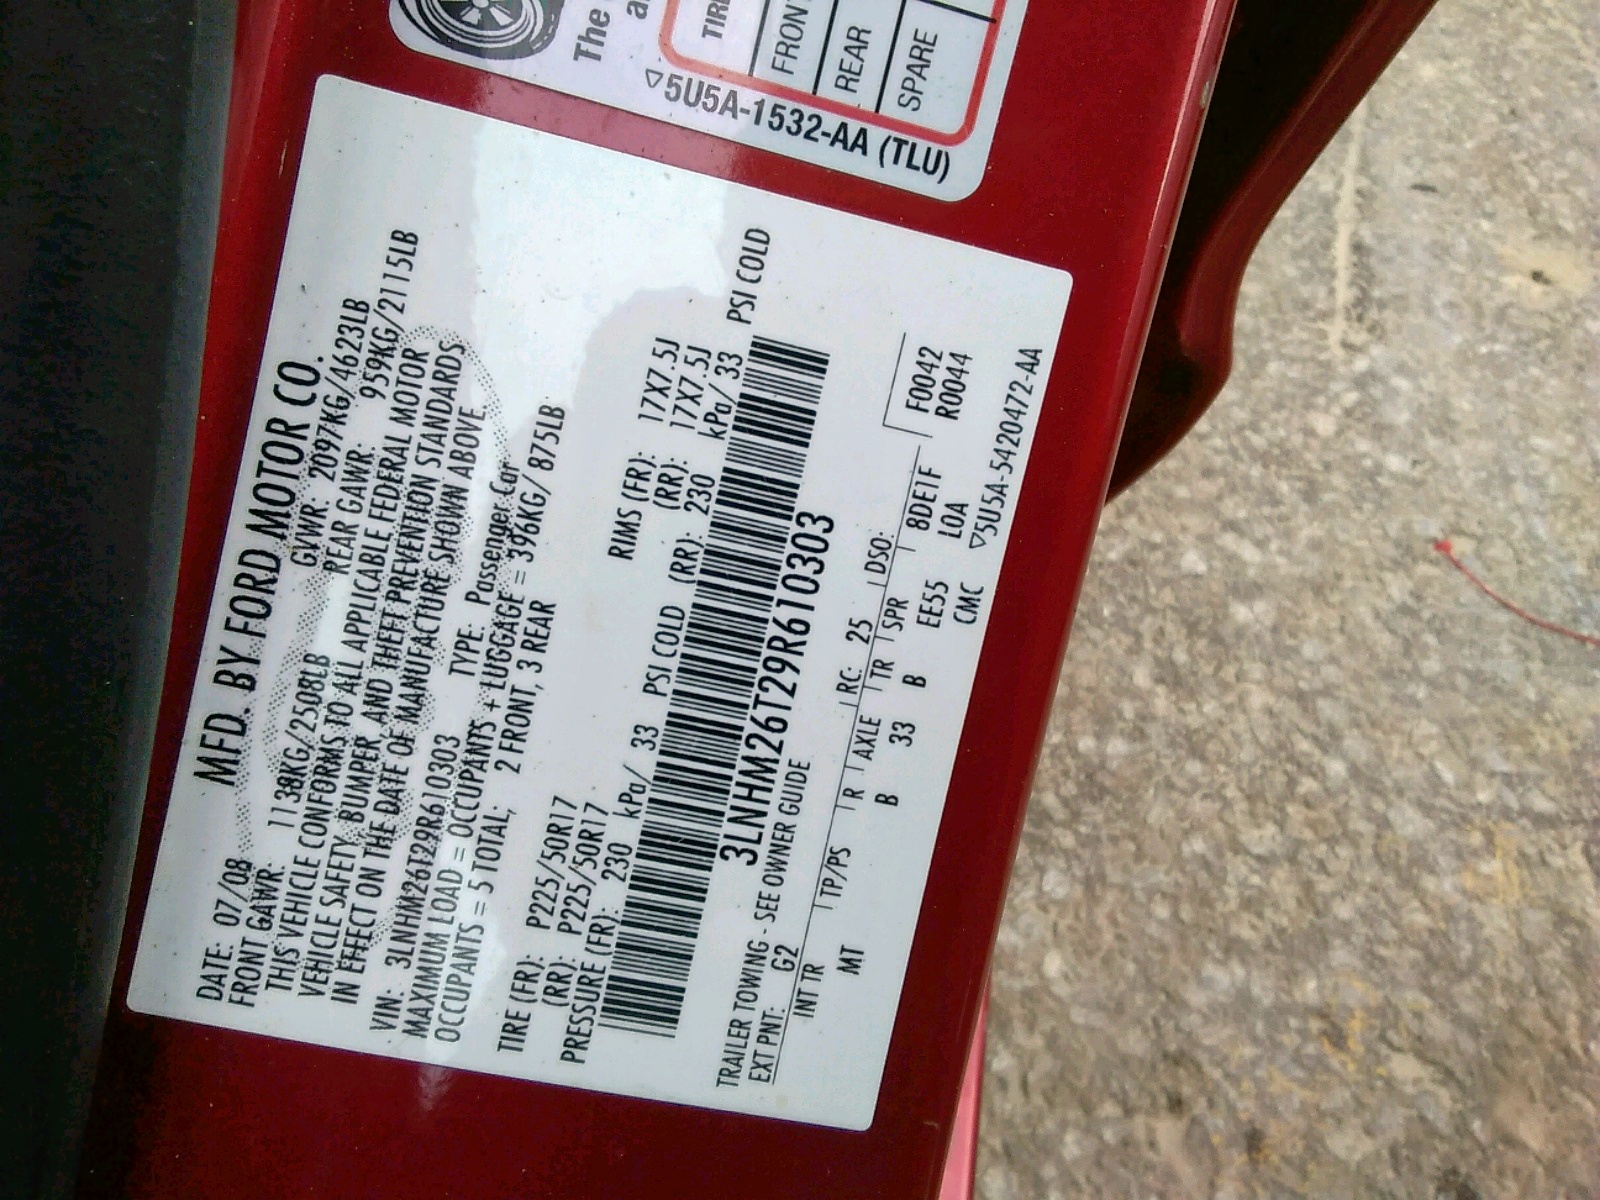 The
TIRE
FRONT
REAR
SPARE
▽5U5A-1532-AA (TLU)
MFD. BY FORD MOTOR CO.
DATE: 07/08 GVWR: 2097KG/4623LB
FRONT GAWR: 1138KG/2508LB REAR GAWR: 959KG/2115LB
THIS VEHICLE CONFORMS TO ALL APPLICABLE FEDERAL MOTOR
VEHICLE SAFETY, BUMPER, AND THEFT PREVENTION STANDARDS
IN EFFECT ON THE DATE OF MANUFACTURE SHOWN ABOVE.
VIN: 3LNHM26T29R610303 TYPE: Passenger Car
MAXIMUM LOAD = OCCUPANTS + LUGGAGE = 396KG/875LB
OCCUPANTS = 5 TOTAL; 2 FRONT, 3 REAR
TIRE (FR): P225/50R17 RIMS (FR): 17X7.5J
(RR): P225/50R17 (RR): 17X7.5J
PRESSURE (FR): 230 kPa/ 33 PSI COLD (RR): 230 kPa/ 33 PSI COLD
3LNHM26T29R610303
TRAILER TOWING - SEE OWNER GUIDE
EXT PNT: G2 RC: 25 DSO:
INT TR TP/PS R AXLE TR SPR 8DE1F F0042
MT B 33 B EE55 LOA R0044
CMC ▽5U5A-5420472-AA